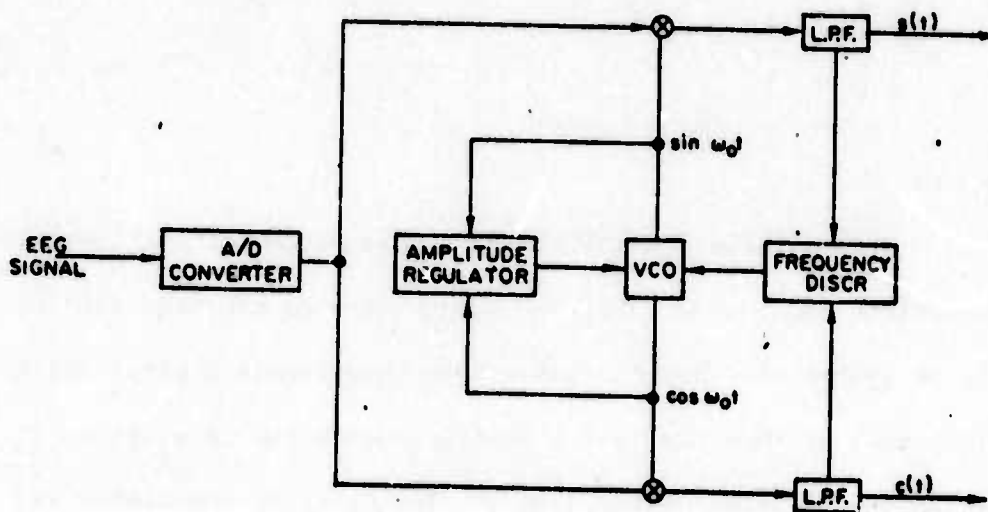 L.P.F.
s(t)
sin ω₀t
EEG
SIGNAL
A/D
CONVERTER
AMPLITUDE
REGULATOR
VCO
FREQUENCY
DISCR
cos ω₀t
L.P.F.
c(t)